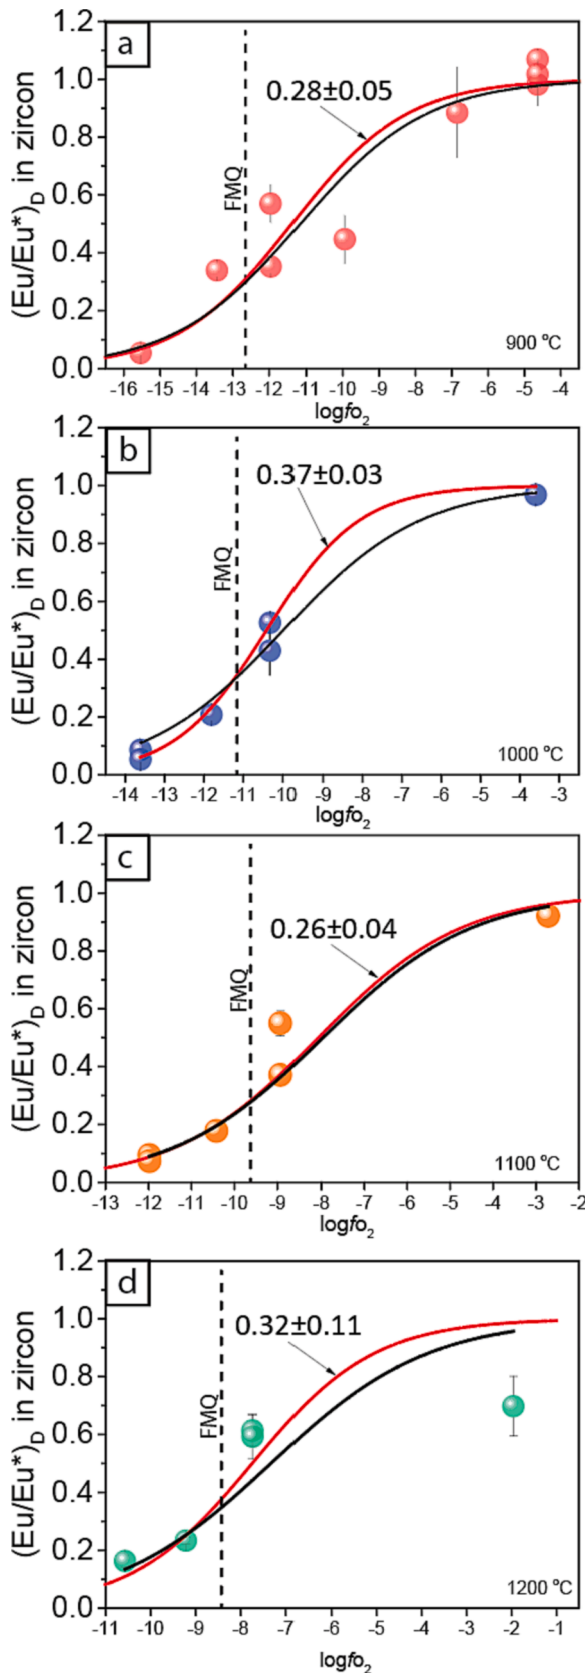 a
(Eu/Eu*)D in zircon
1.2
1.0
0.8
0.6
0.4
0.2
0.0
0.28±0.05
FMQ
900 °C
-16 -15 -14 -13 -12 -11 -10 -9 -8 -7 -6 -5 -4
logfo2
b
(Eu/Eu*)D in zircon
1.2
1.0
0.8
0.6
0.4
0.2
0.0
0.37±0.03
FMQ
1000 °C
-14 -13 -12 -11 -10 -9 -8 -7 -6 -5 -4 -3
logfo2
c
(Eu/Eu*)D in zircon
1.2
1.0
0.8
0.6
0.4
0.2
0.0
0.26±0.04
FMQ
1100 °C
-13 -12 -11 -10 -9 -8 -7 -6 -5 -4 -3 -2
logfo2
d
(Eu/Eu*)D in zircon
1.2
1.0
0.8
0.6
0.4
0.2
0.0
0.32±0.11
FMQ
1200 °C
-11 -10 -9 -8 -7 -6 -5 -4 -3 -2 -1
logfo2